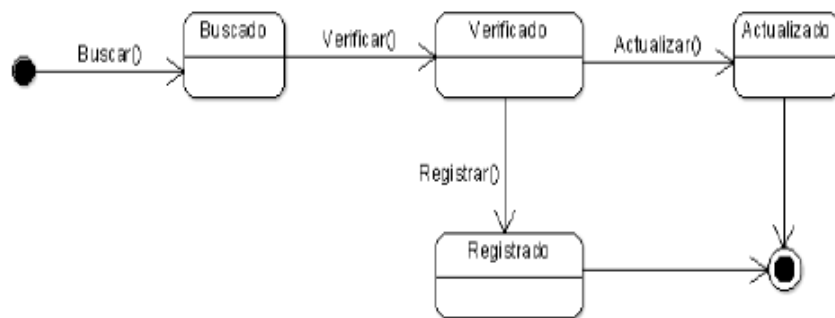 Buscar()
Buscado
Verificar()
Verificado
Actualizar()
Actualizado
Registrar()
Registrado